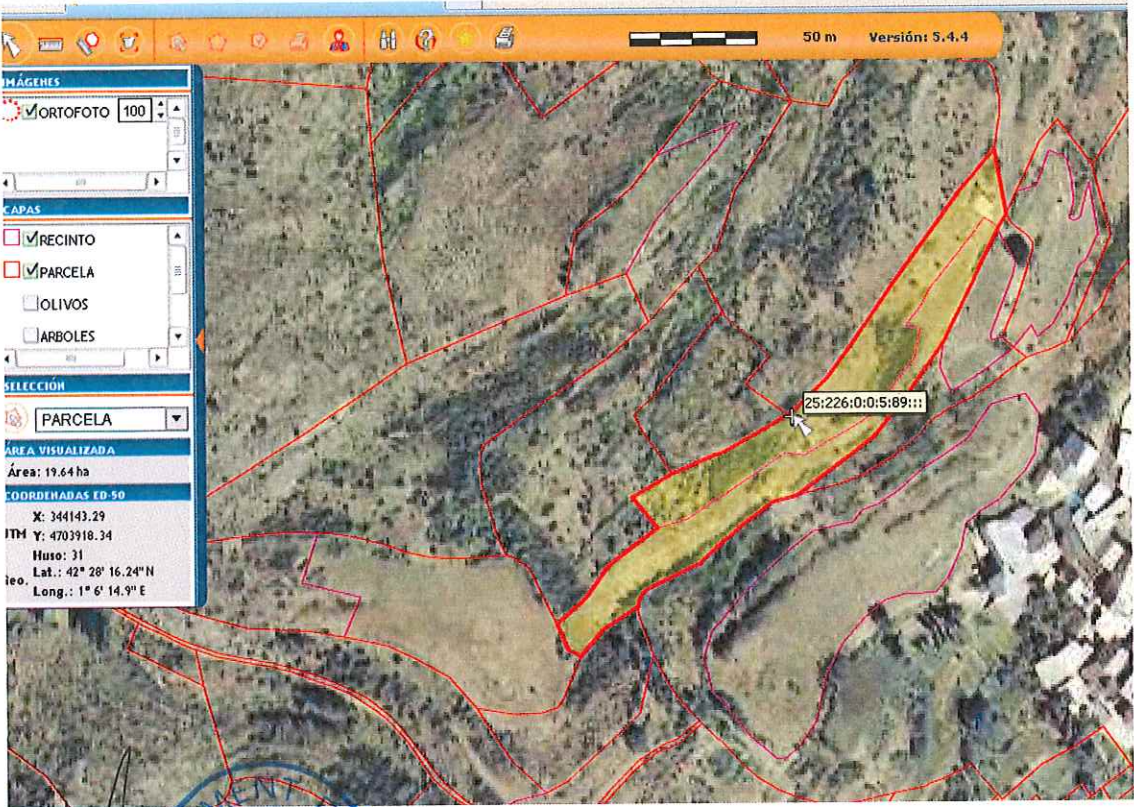 50 m Versión: 5.4.4
IMÁGENES
ORTOFOTO 100
CAPAS
RECINTO
PARCELA
OLIVOS
ARBOLES
SELECCIÓN
PARCELA
ÁREA VISUALIZADA
Área: 19.64 ha
COORDENADAS ED-50
X: 344143.29
UTM Y: 4703918.34
Huso: 31
Lat.: 42° 28' 16.24" N
Geo.
Long.: 1° 6' 14.9" E
25:226:0:0:5:89:::
MENT